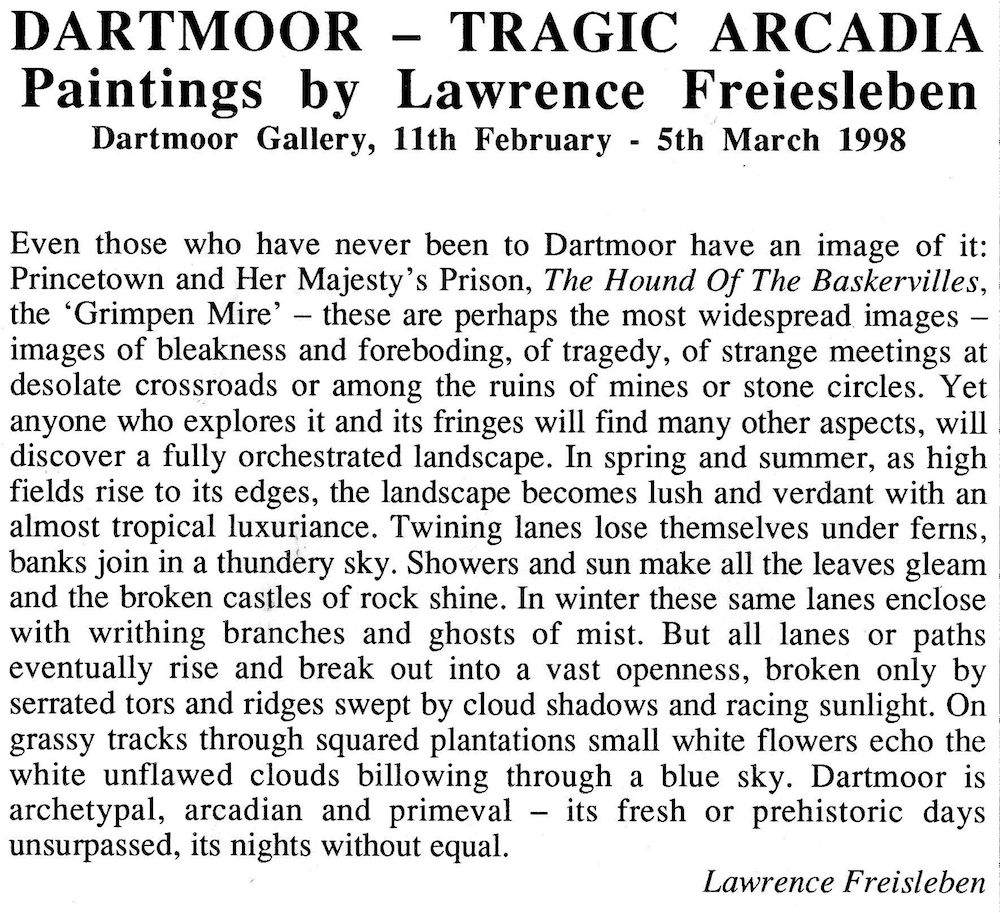 DARTMOOR – TRAGIC ARCADIA
Paintings by Lawrence Freiesleben
Dartmoor Gallery, 11th February - 5th March 1998
Even those who have never been to Dartmoor have an image of it:
Princetown and Her Majesty's Prison, The Hound Of The Baskervilles,
the ‘Grimpen Mire’ – these are perhaps the most widespread images –
images of bleakness and foreboding, of tragedy, of strange meetings at
desolate crossroads or among the ruins of mines or stone circles. Yet
anyone who explores it and its fringes will find many other aspects, will
discover a fully orchestrated landscape. In spring and summer, as high
fields rise to its edges, the landscape becomes lush and verdant with an
almost tropical luxuriance. Twining lanes lose themselves under ferns,
banks join in a thundery sky. Showers and sun make all the leaves gleam
and the broken castles of rock shine. In winter these same lanes enclose
with writhing branches and ghosts of mist. But all lanes or paths
eventually rise and break out into a vast openness, broken only by
serrated tors and ridges swept by cloud shadows and racing sunlight. On
grassy tracks through squared plantations small white flowers echo the
white unflawed clouds billowing through a blue sky. Dartmoor is
archetypal, arcadian and primeval – its fresh or prehistoric days
unsurpassed, its nights without equal.
Lawrence Freisleben